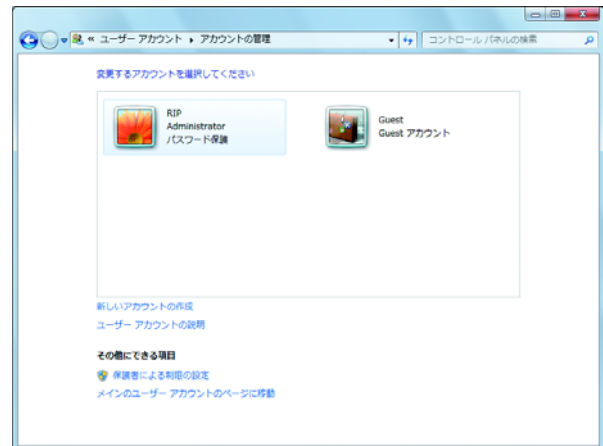 « ユーザー アカウント ▸ アカウントの管理
コントロール パネルの検索
変更するアカウントを選択してください
RIP
Administrator
パスワード保護
Guest
Guest アカウント
新しいアカウントの作成
ユーザー アカウントの説明
その他にできる項目
保護者による制限の設定
メインのユーザー アカウントのページに移動